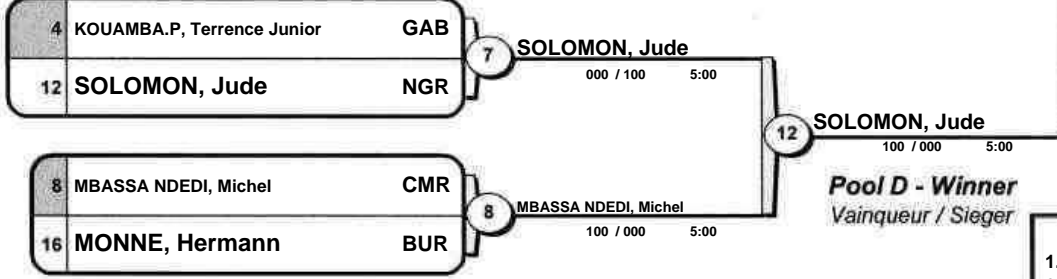 4 KOUAMBA.P, Terrence Junior GAB
12 SOLOMON, Jude NGR
7
SOLOMON, Jude
000 / 100 5:00
8 MBASSA NDEDI, Michel CMR
16 MONNE, Hermann BUR
8
MBASSA NDEDI, Michel
100 / 000 5:00
12
SOLOMON, Jude
100 / 000 5:00
Pool D - Winner
Vainqueur / Sieger
1.